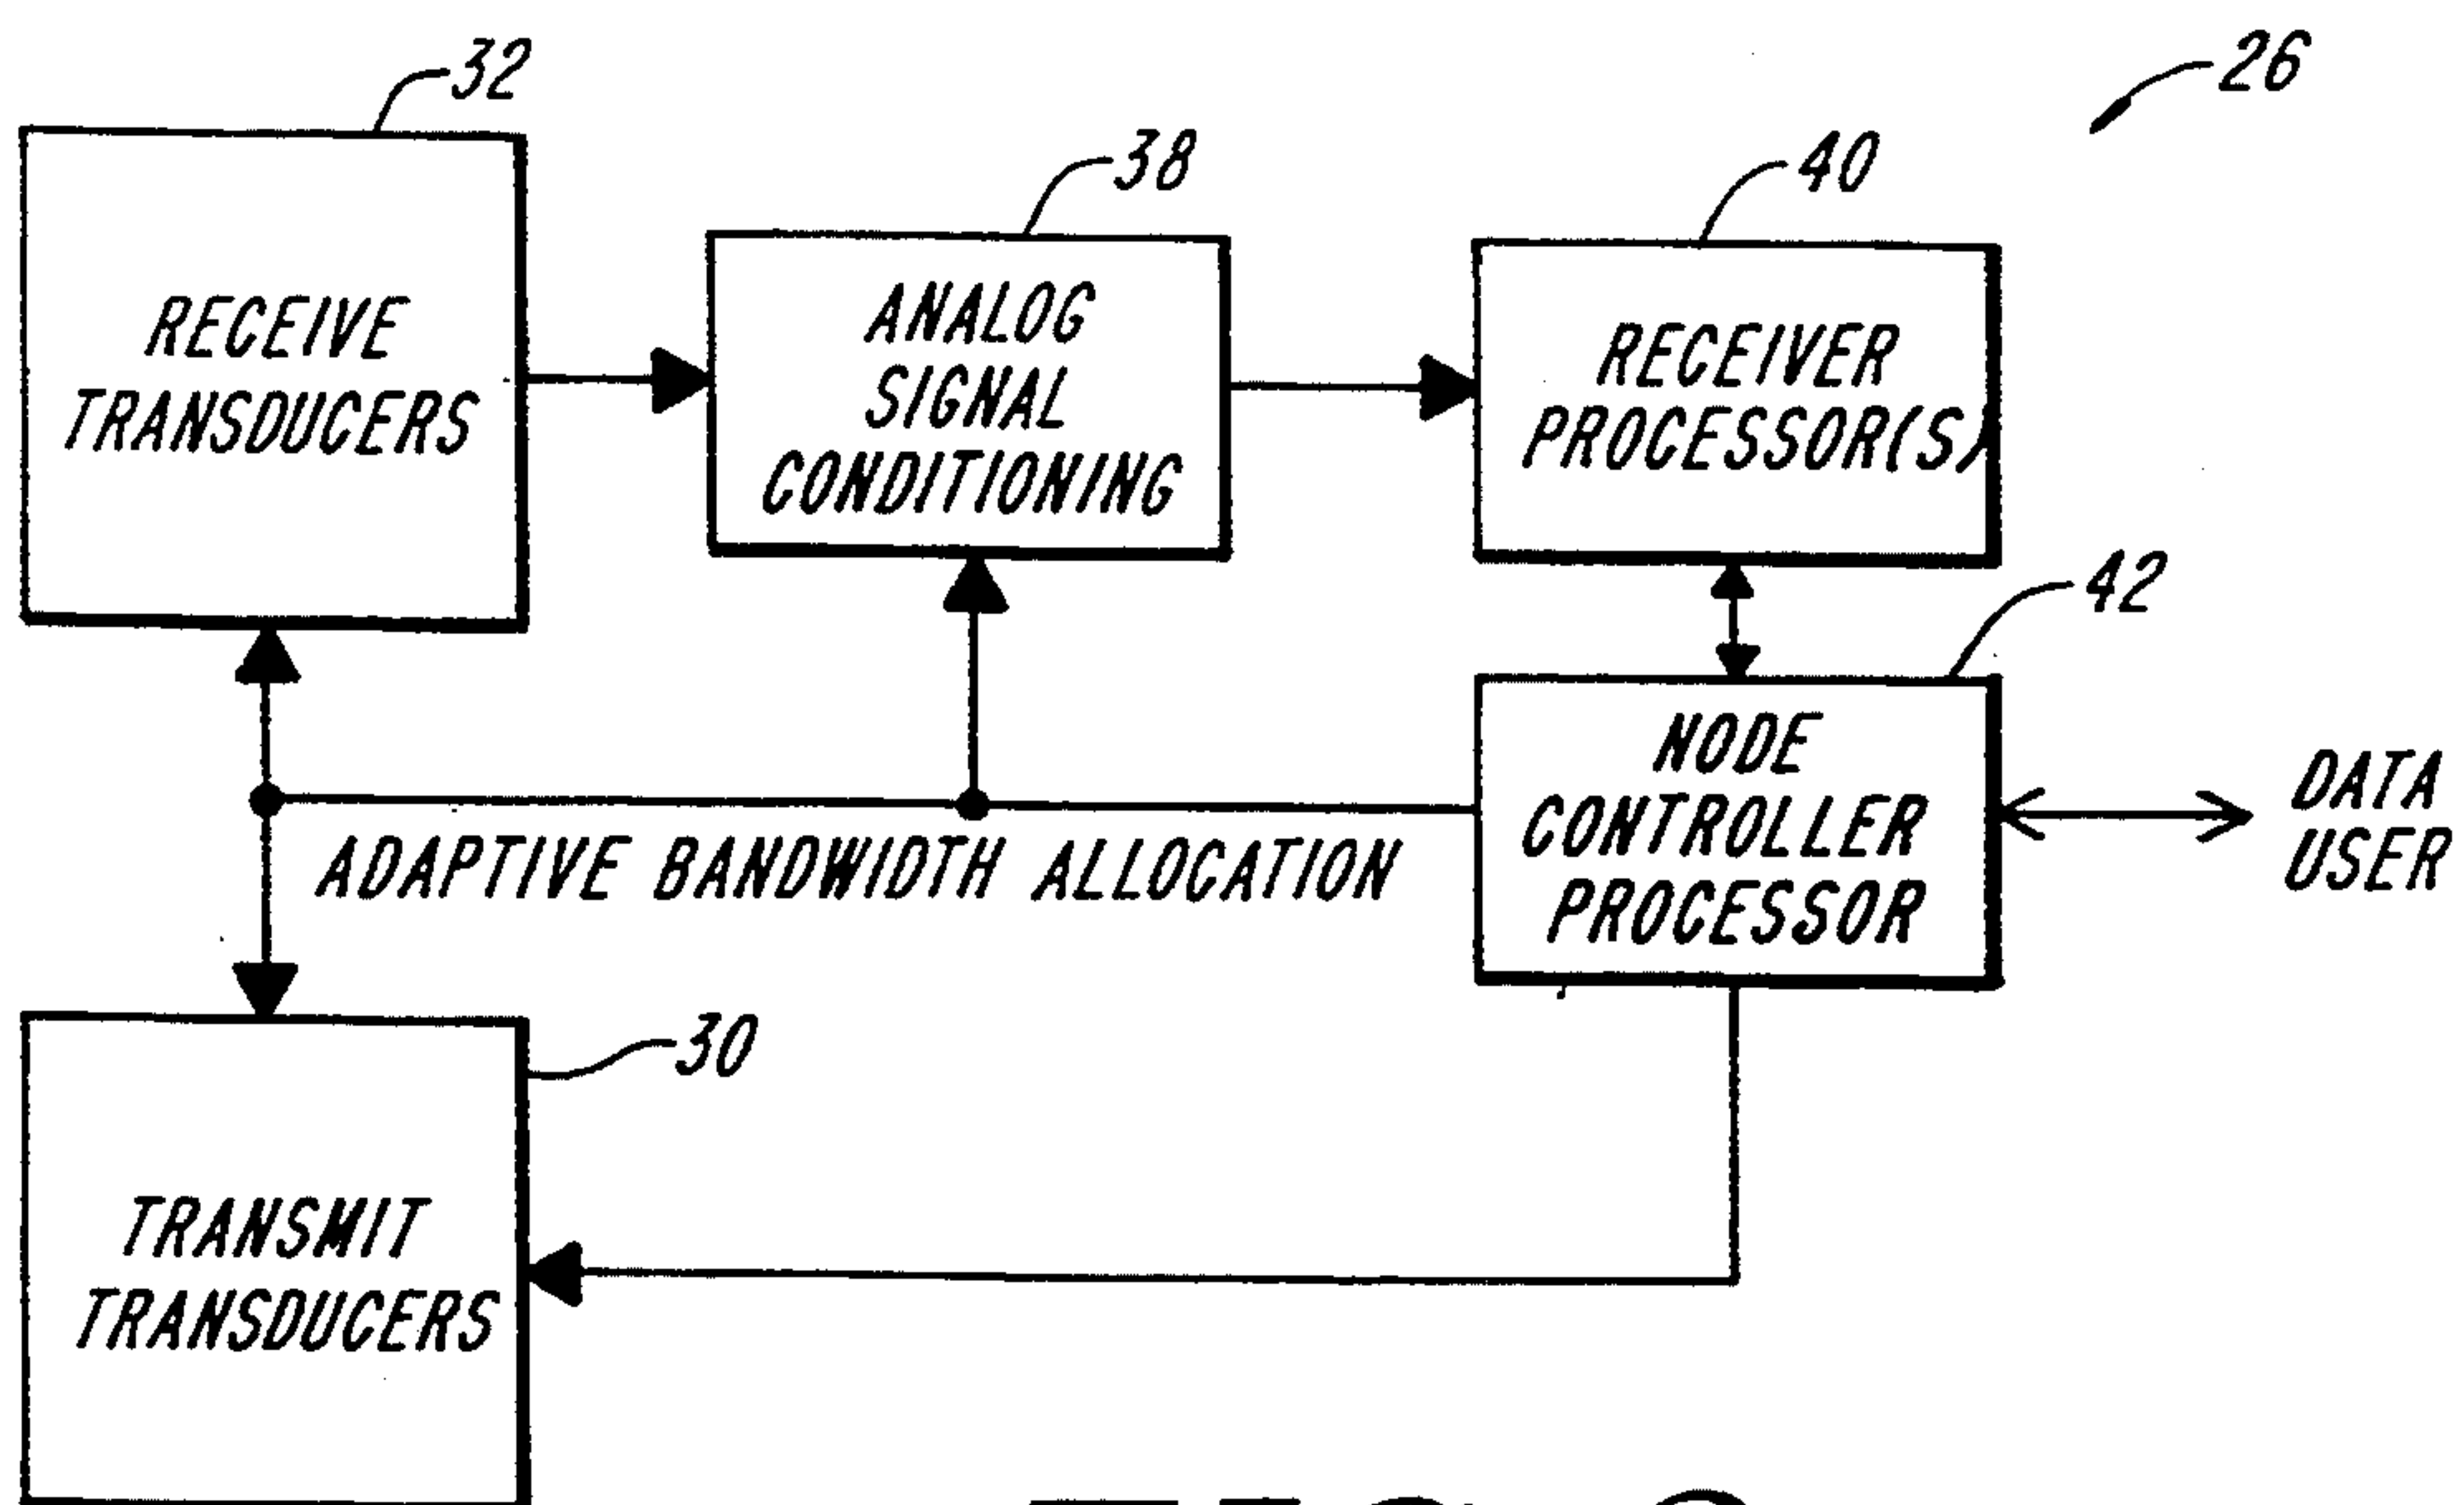 32
26
38
40
RECEIVE
TRANSDUCERS
ANALOG
SIGNAL
CONDITIONING
RECEIVER
PROCESSOR(S)
42
NODE
CONTROLLER
PROCESSOR
DATA
USER
ADAPTIVE BANDWIDTH ALLOCATION
30
TRANSMIT
TRANSDUCERS